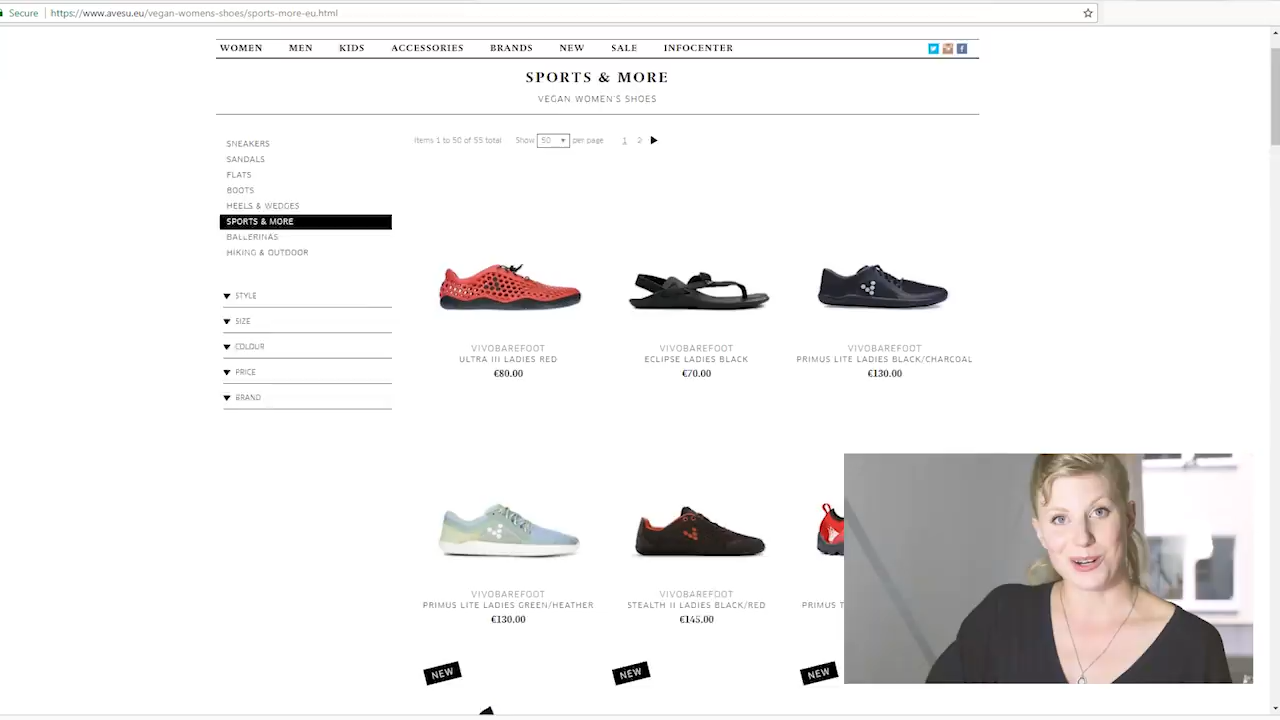 Secure https://www.avesu.eu/vegan-womens-shoes/sports-more-eu.html
WOMEN MEN KIDS ACCESSORIES BRANDS NEW SALE INFOCENTER
SPORTS & MORE
VEGAN WOMEN'S SHOES
Items 1 to 50 of 55 total Show 50 per page 1 2
SNEAKERS
SANDALS
FLATS
BOOTS
HEELS & WEDGES
SPORTS & MORE
BALLERINAS
HIKING & OUTDOOR
STYLE
SIZE
COLOUR
PRICE
BRAND
VIVOBAREFOOT VIVOBAREFOOT VIVOBAREFOOT
ULTRA III LADIES RED ECLIPSE LADIES BLACK PRIMUS LITE LADIES BLACK/CHARCOAL
€80.00 €70.00 €130.00
VIVOBAREFOOT VIVOBAREFOOT
PRIMUS LITE LADIES GREEN/HEATHER STEALTH II LADIES BLACK/RED PRIMUS T
€130.00 €145.00
NEW NEW NEW